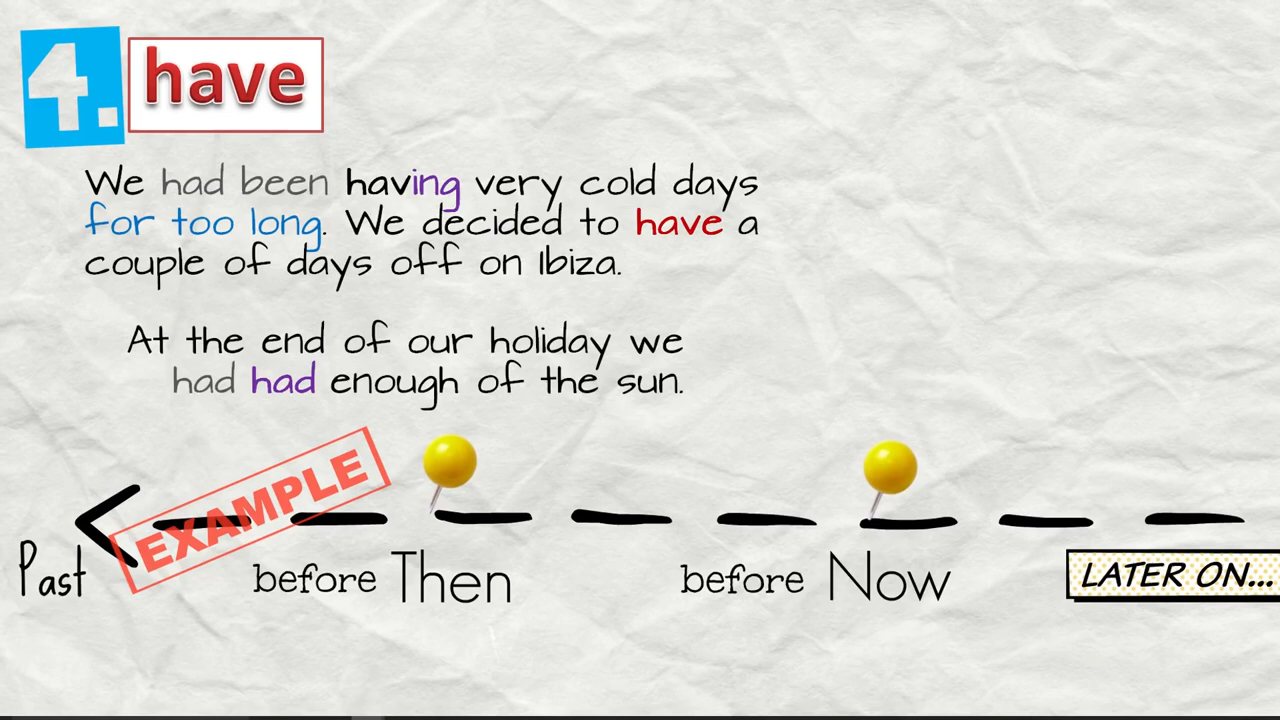 4. have
We had been having very cold days
for too long. We decided to have a
couple of days off on Ibiza.
At the end of our holiday we
had had enough of the sun.
EXAMPLE
Past before Then before Now LATER ON...